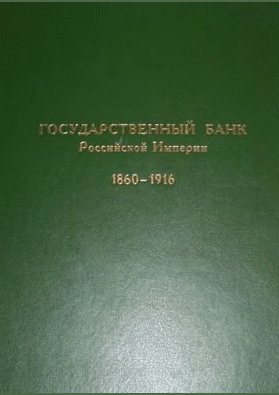 ГОСУДАРСТВЕННЫЙ БАНК
Российской Империи
1860–1916